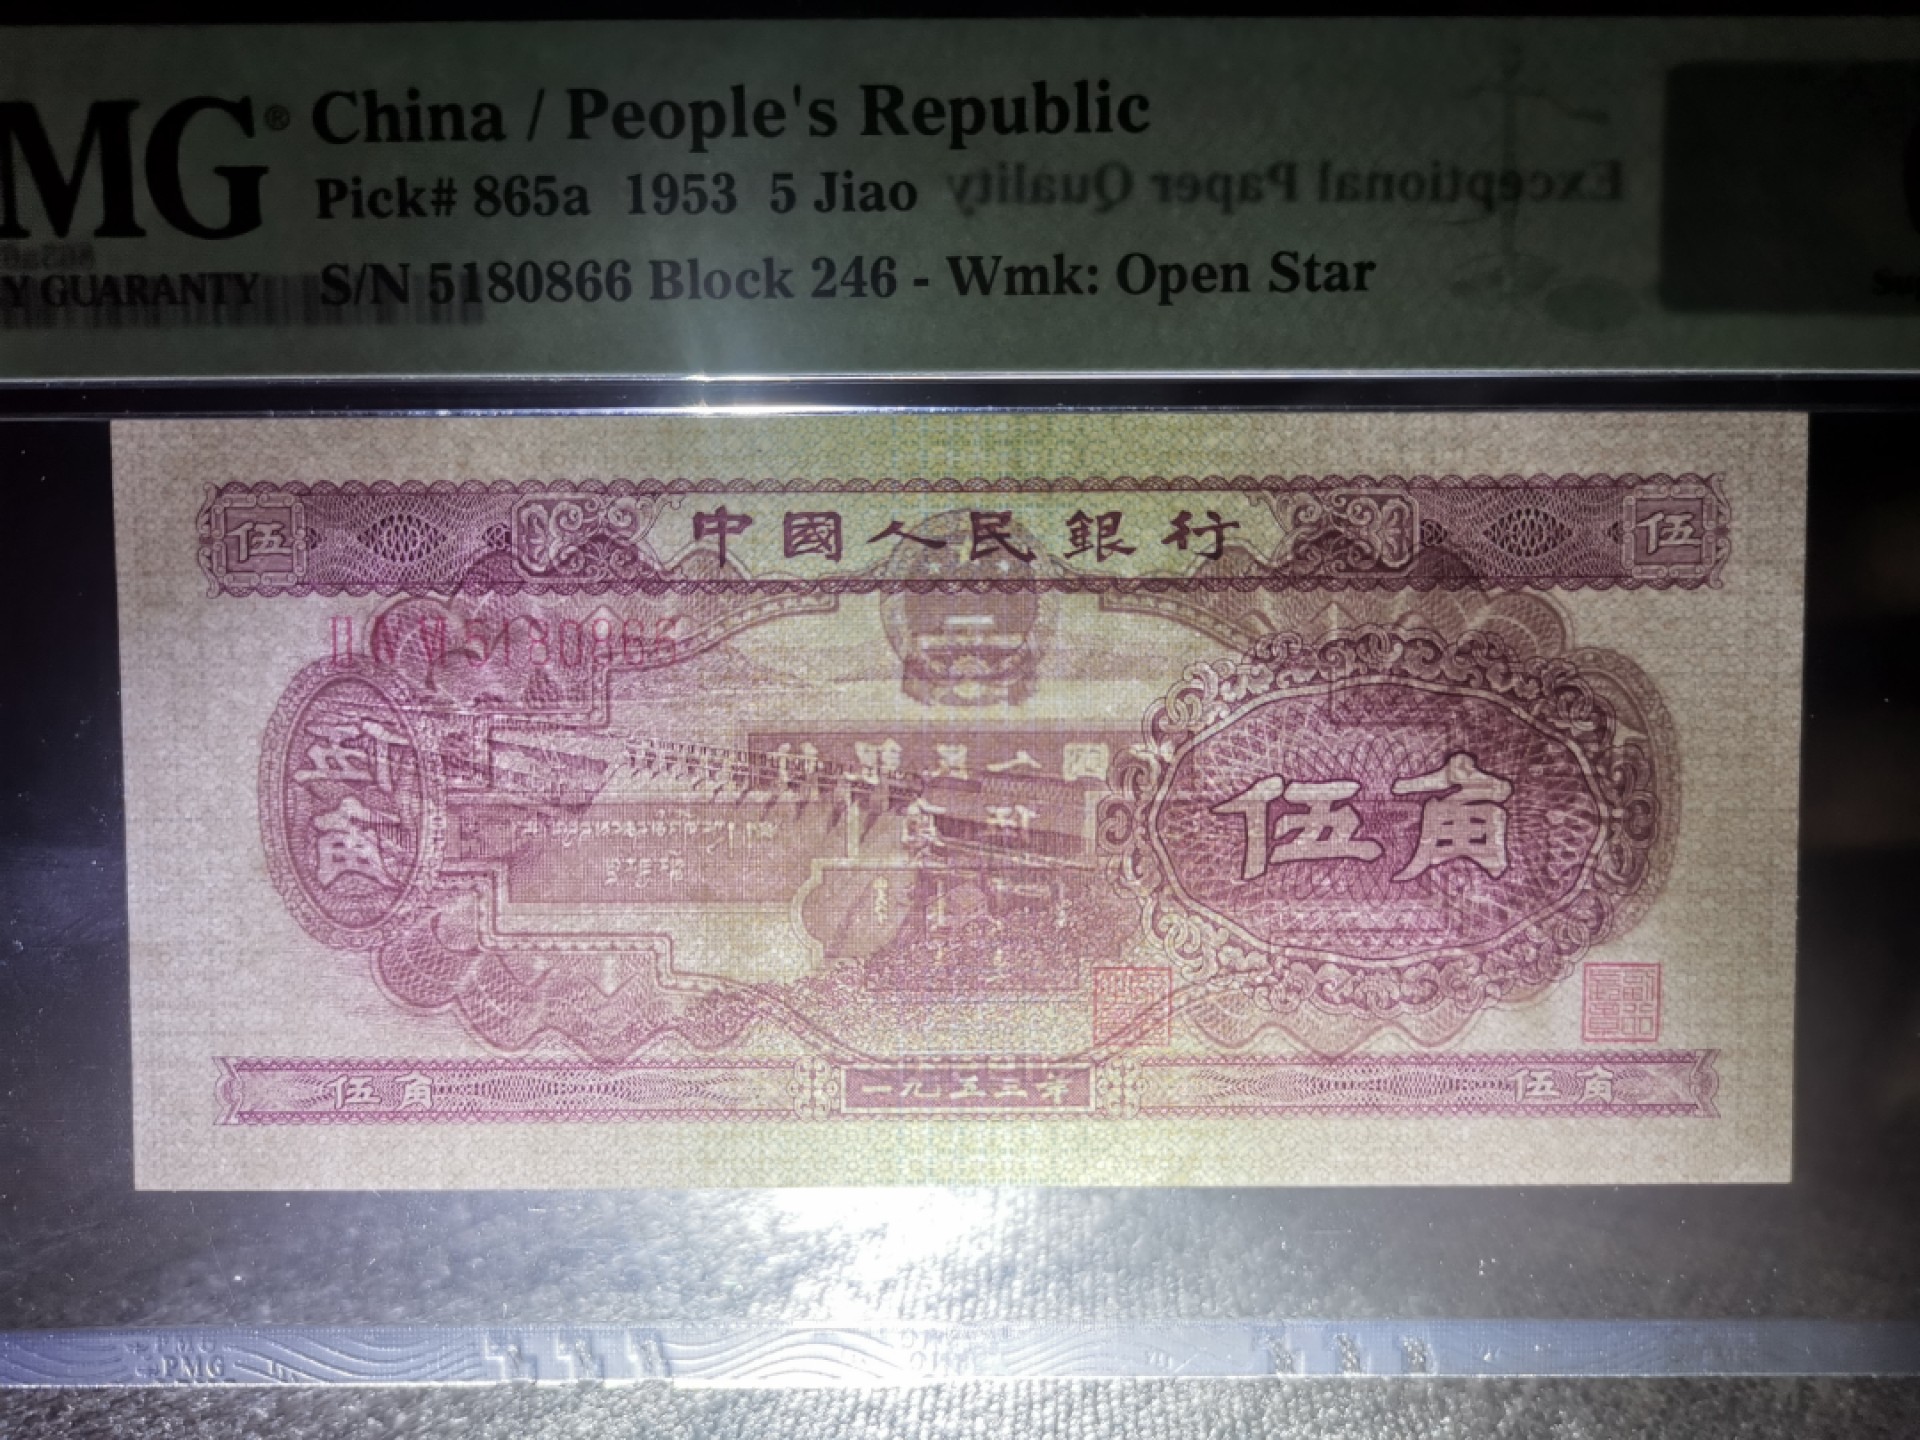 MG® China / People's Republic
Pick# 865a 1953 5 Jiao
Exceptional Paper Quality
Y GUARANTY S/N 5180866 Block 246 - Wmk: Open Star
伍 中國人民銀行 伍
5180866
伍角
伍角
伍角 一九五三年 伍角
PMG